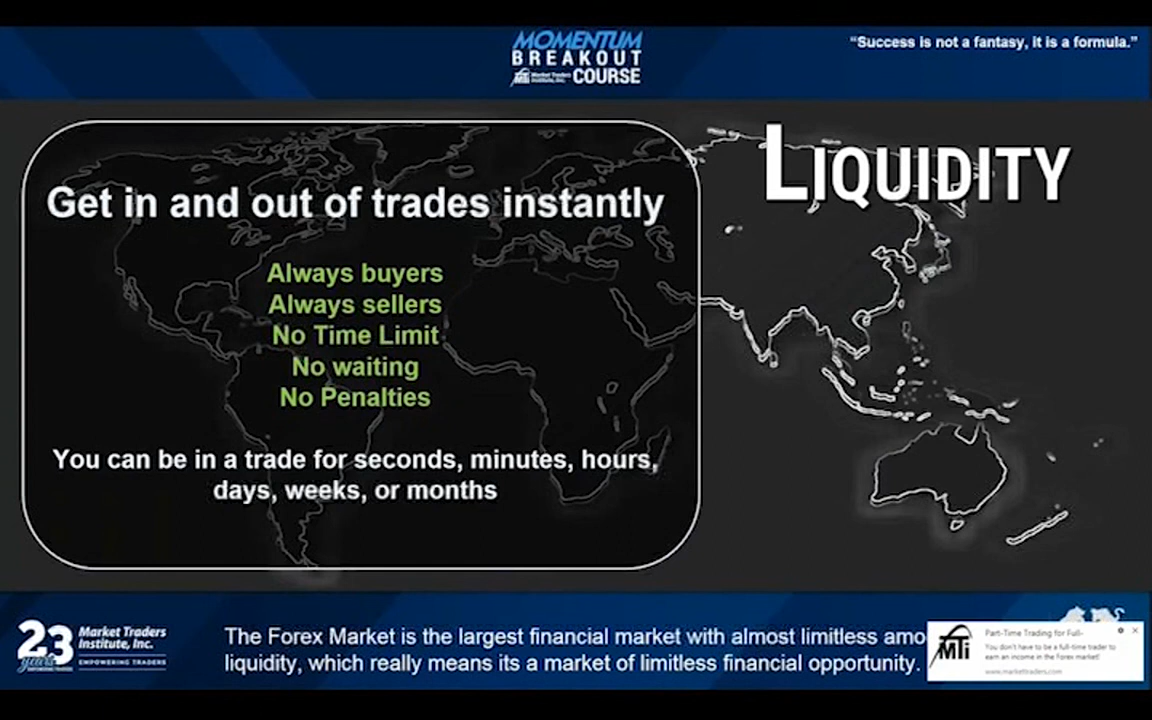 MOMENTUM
BREAKOUT
Market Traders
Institute, Inc.
COURSE
“Success is not a fantasy, it is a formula.”
LIQUIDITY
Get in and out of trades instantly
Always buyers
Always sellers
No Time Limit
No waiting
No Penalties
You can be in a trade for seconds, minutes, hours,
days, weeks, or months
23
years
Market Traders
Institute, Inc.
EMPOWERING TRADERS
The Forex Market is the largest financial market with almost limitless amo
liquidity, which really means its a market of limitless financial opportunity.
MTi
Part-Time Trading for Full-
You don't have to be a full-time trader to
earn an income in the Forex market!
www.markettraders.com